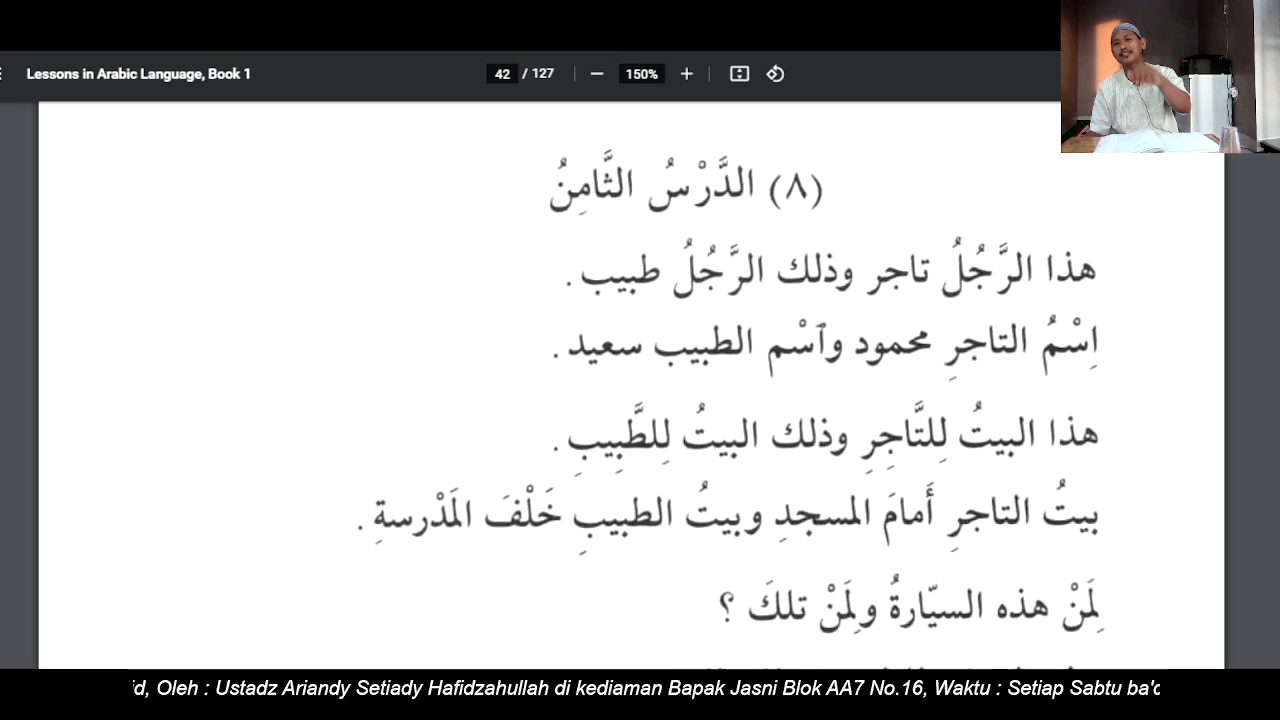 Lessons in Arabic Language, Book 1
42 / 127
150%
(٨) الدَّرْسُ الثَّامِنُ
هذا الرَّجُلُ تاجر وذلك الرَّجُلُ طبيب .
اِسْمُ التاجرِ محمود وٱسْم الطبيب سعيد .
هذا البيتُ لِلتَّاجِرِ وذلك البيتُ لِلطَّبِيبِ .
بيتُ التاجرِ أَمامَ المسجدِ وبيتُ الطبيبِ خَلْفَ المَدْرسةِ .
لِمَنْ هذه السيّارةُ ولِمَنْ تلكَ ؟
Oleh : Ustadz Ariandy Setiady Hafidzahullah di kediaman Bapak Jasni Blok AA7 No.16, Waktu : Setiap Sabtu